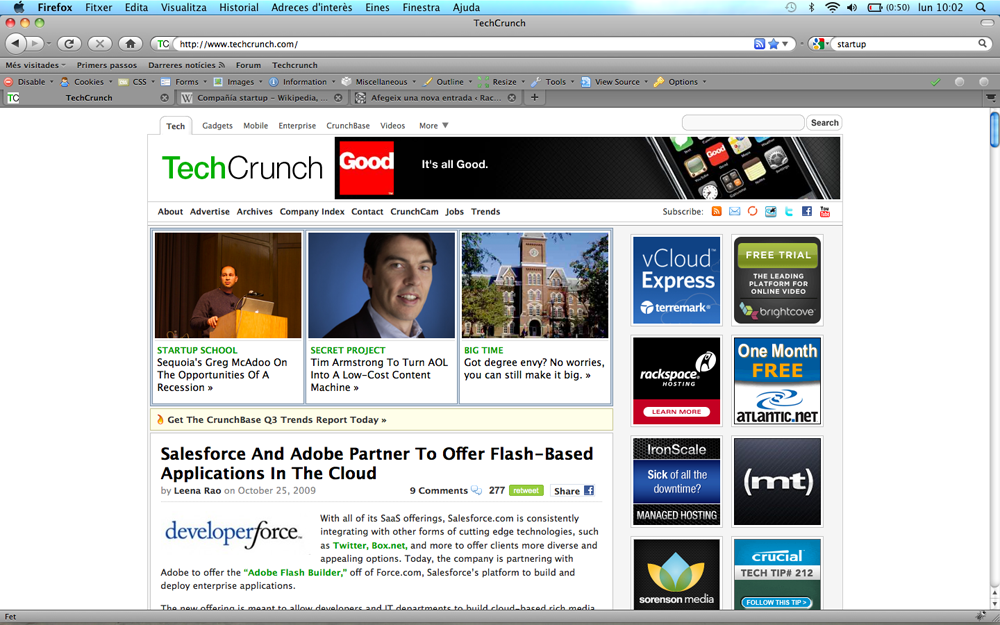 Firefox Fitxer Edita Visualitza Historial Adreces d'interès Eines Finestra Ajuda (0:50) lun 10:02
TechCrunch
TC http://www.techcrunch.com/ startup
Més visitades Primers passos Darreres notícies Forum Techcrunch
Disable Cookies CSS Forms Images Information Miscellaneous Outline Resize Tools View Source Options
TC TechCrunch W Compañía startup – Wikipedia, ... Afegeix una nova entrada ‹ Rac...
Tech Gadgets Mobile Enterprise CrunchBase Videos More Search
TechCrunch
Good
It's all Good.
Good
About Advertise Archives Company Index Contact CrunchCam Jobs Trends Subscribe: You Tube
STARTUP SCHOOL
Sequoia's Greg McAdoo On
The Opportunities Of A
Recession »
SECRET PROJECT
Tim Armstrong To Turn AOL
Into A Low-Cost Content
Machine »
BIG TIME
Got degree envy? No worries,
you can still make it big. »
Get The CrunchBase Q3 Trends Report Today »
Salesforce And Adobe Partner To Offer Flash-Based
Applications In The Cloud
by Leena Rao on October 25, 2009 9 Comments 277 retweet Share
developerforce
With all of its SaaS offerings, Salesforce.com is consistently
integrating with other forms of cutting edge technologies, such
as Twitter, Box.net, and more to offer clients more diverse and
appealing options. Today, the company is partnering with
Adobe to offer the "Adobe Flash Builder," off of Force.com, Salesforce's platform to build and
deploy enterprise applications.
The new offering is meant to allow developers and IT departments to build cloud-based rich media
vCloud
Express
terremark
FREE TRIAL
THE LEADING
PLATFORM FOR
ONLINE VIDEO
brightcove
rackspace.
HOSTING
LEARN MORE
One Month
FREE
ATLANTIC.NET
IronScale
Sick of all the
downtime?
MANAGED HOSTING
(mt)
sorenson media
crucial
TECH TIP# 212
FOLLOW THIS TIP >
Fet